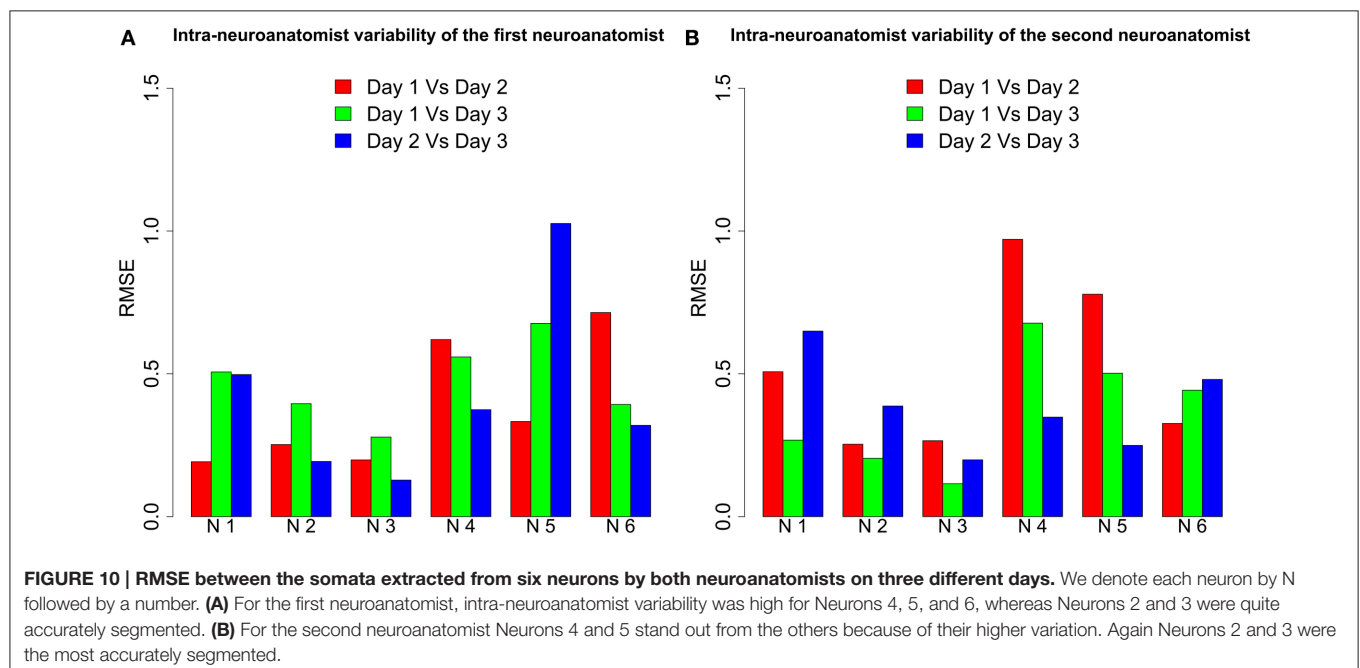 A Intra-neuroanatomist variability of the first neuroanatomist
Day 1 Vs Day 2
Day 1 Vs Day 3
Day 2 Vs Day 3
RMSE
1.5
1.0
0.5
0.0
N 1 N 2 N 3 N 4 N 5 N 6
B Intra-neuroanatomist variability of the second neuroanatomist
Day 1 Vs Day 2
Day 1 Vs Day 3
Day 2 Vs Day 3
RMSE
1.5
1.0
0.5
0.0
N 1 N 2 N 3 N 4 N 5 N 6
FIGURE 10 | RMSE between the somata extracted from six neurons by both neuroanatomists on three different days. We denote each neuron by N
followed by a number. (A) For the first neuroanatomist, intra-neuroanatomist variability was high for Neurons 4, 5, and 6, whereas Neurons 2 and 3 were quite
accurately segmented. (B) For the second neuroanatomist Neurons 4 and 5 stand out from the others because of their higher variation. Again Neurons 2 and 3 were
the most accurately segmented.